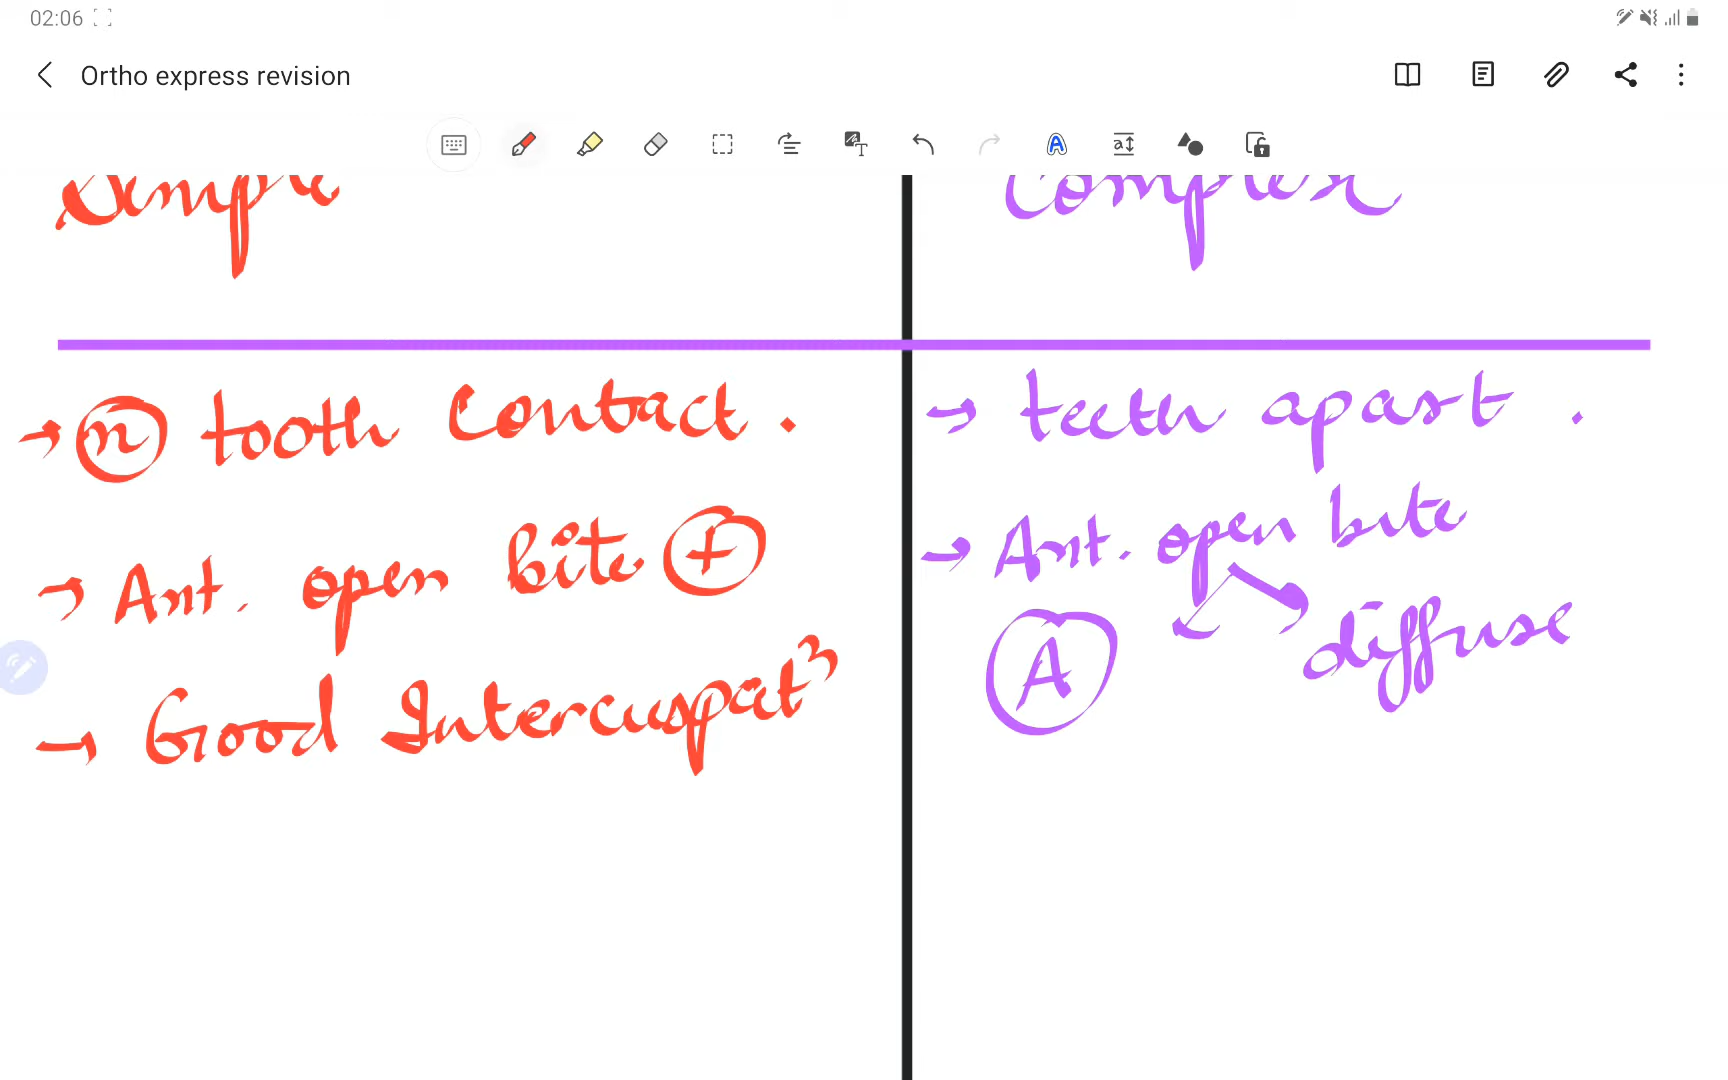 02:06
Ortho express revision
Simple
Complex
→ (n) tooth contact.
→ Ant. open bite (+)
→ Good Intercuspatⁿ
→ teeth apart.
→ Ant. open bite
(A) diffuse